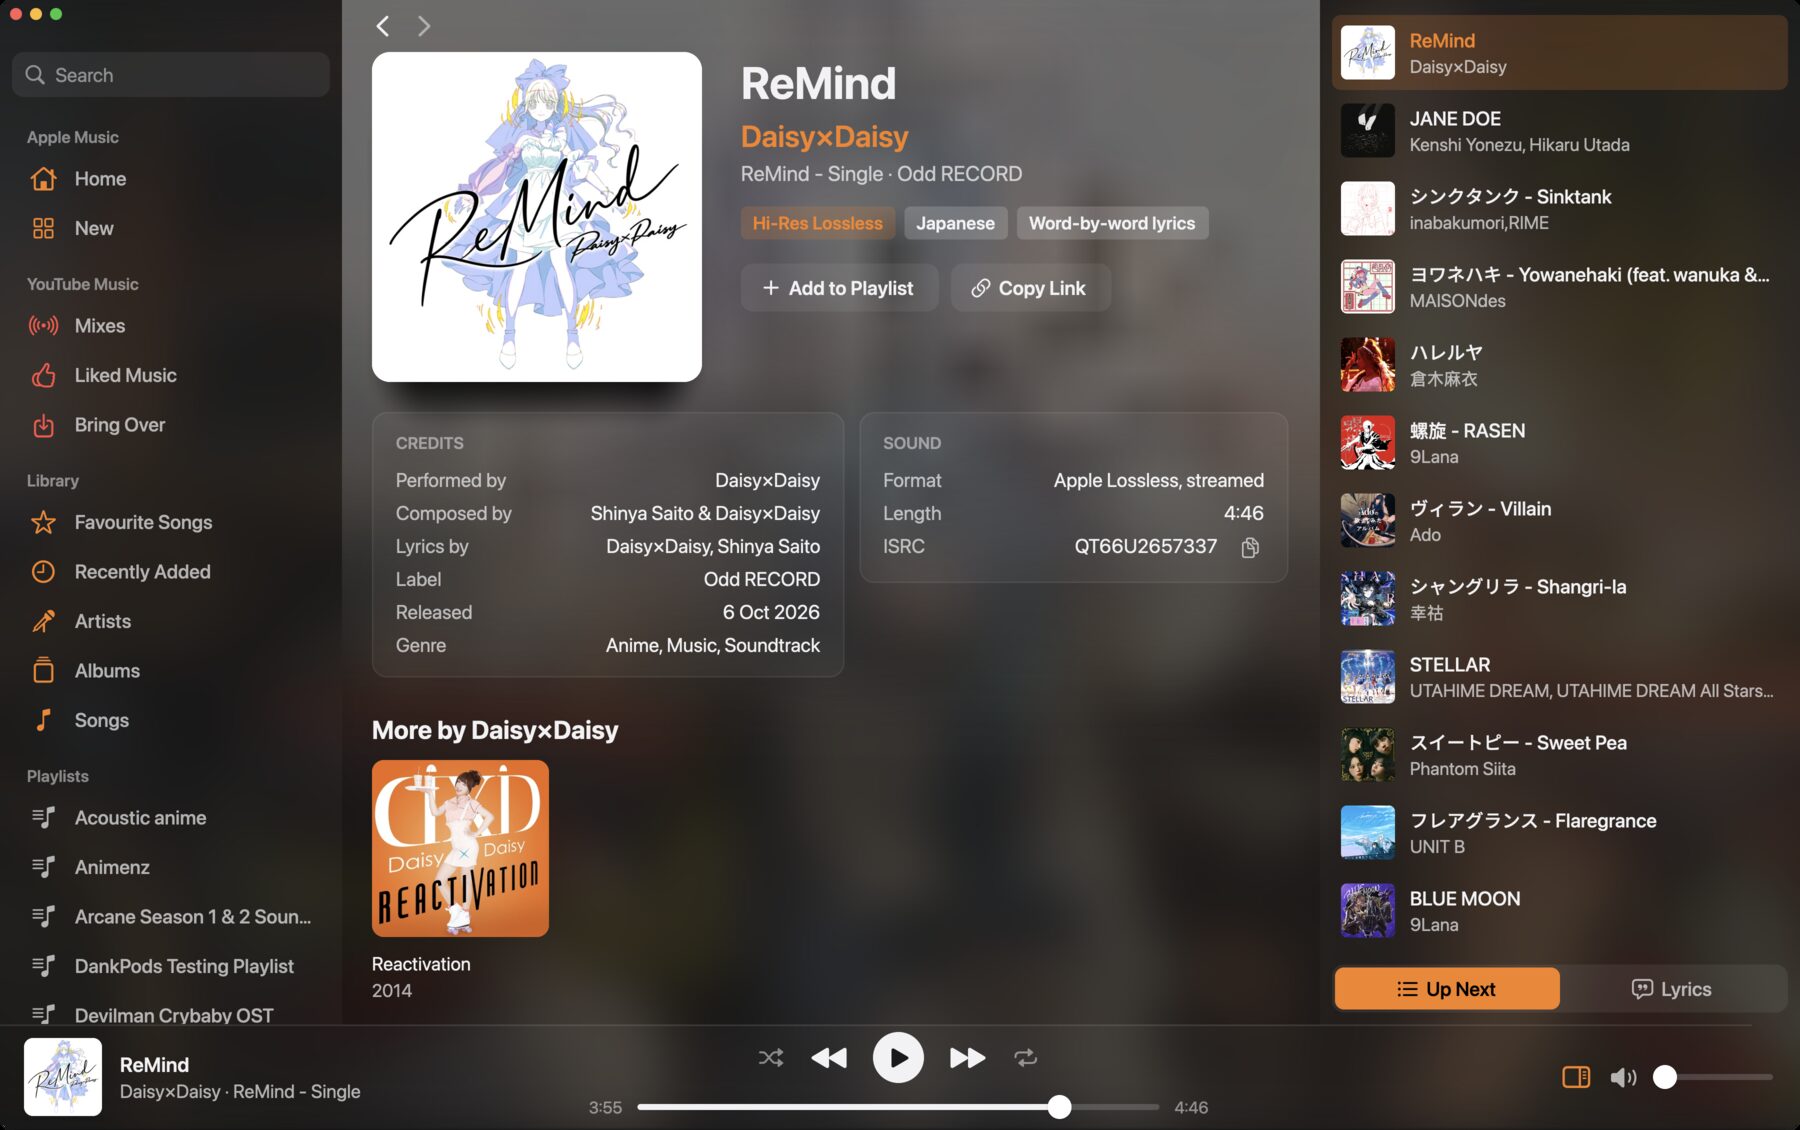 Search
Apple Music
Home
New
YouTube Music
Mixes
Liked Music
Bring Over
Library
Favourite Songs
Recently Added
Artists
Albums
Songs
Playlists
Acoustic anime
Animenz
Arcane Season 1 & 2 Soun...
DankPods Testing Playlist
Devilman Crybaby OST
ReMind
Daisy×Daisy
ReMind
Daisy×Daisy
ReMind - Single · Odd RECORD
Hi-Res Lossless
Japanese
Word-by-word lyrics
Add to Playlist
Copy Link
CREDITS
Performed by Daisy×Daisy
Composed by Shinya Saito & Daisy×Daisy
Lyrics by Daisy×Daisy, Shinya Saito
Label Odd RECORD
Released 6 Oct 2026
Genre Anime, Music, Soundtrack
SOUND
Format Apple Lossless, streamed
Length 4:46
ISRC QT66U2657337
More by Daisy×Daisy
DXD
Daisy × Daisy
REACTIVATION
Reactivation
2014
ReMind
Daisy×Daisy
JANE DOE
Kenshi Yonezu, Hikaru Utada
シンクタンク - Sinktank
inabakumori,RIME
ヨワネハキ - Yowanehaki (feat. wanuka &...
MAISONdes
ハレルヤ
倉木麻衣
螺旋 - RASEN
9Lana
ヴィラン - Villain
Ado
シャングリラ - Shangri-la
幸祜
STELLAR
UTAHIME DREAM, UTAHIME DREAM All Stars...
STELLAR
スイートピー - Sweet Pea
Phantom Siita
フレアグランス - Flaregrance
UNIT B
BLUE MOON
9Lana
Up Next
Lyrics
ReMind
ReMind
Daisy×Daisy · ReMind - Single
3:55
4:46